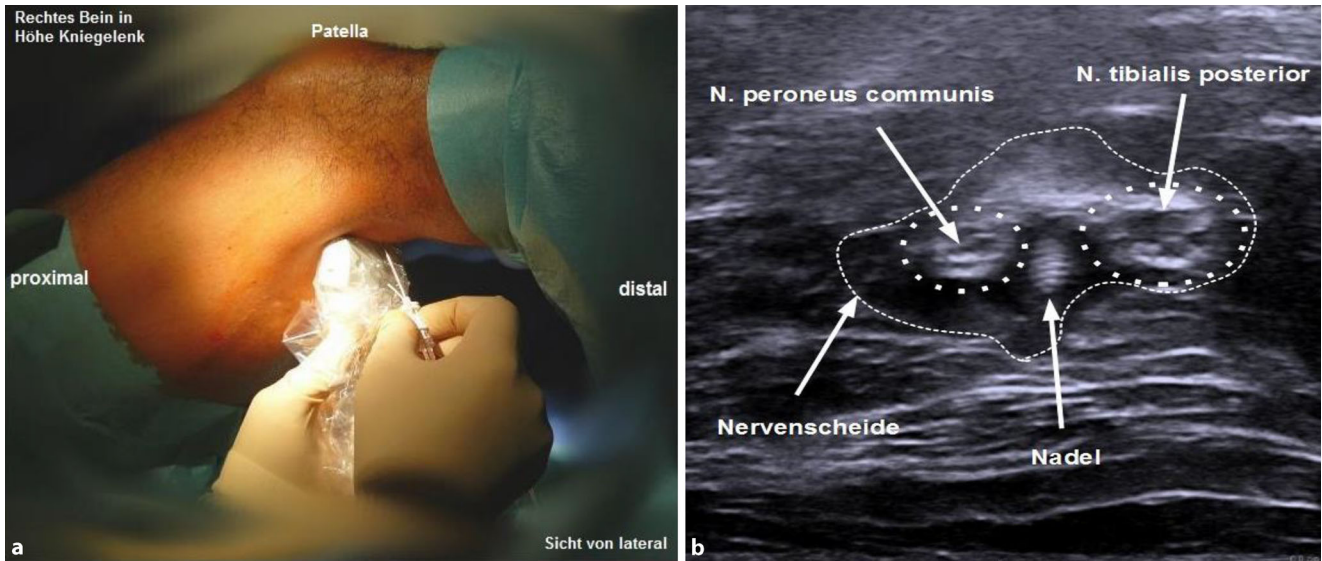 Rechtes Bein in
Höhe Kniegelenk
Patella
proximal
distal
Sicht von lateral
a
N. peroneus communis
N. tibialis posterior
Nervenscheide
Nadel
b